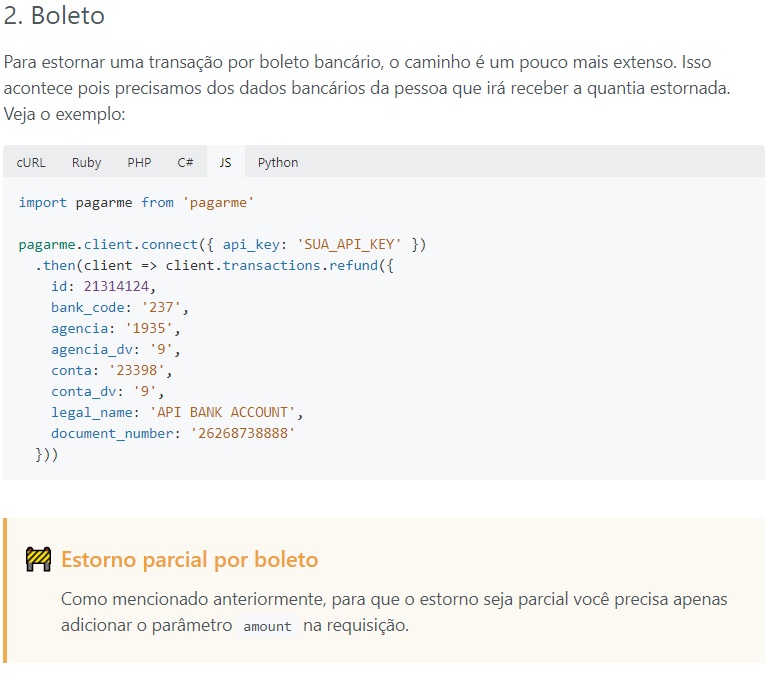 2. Boleto
Para estornar uma transação por boleto bancário, o caminho é um pouco mais extenso. Isso
acontece pois precisamos dos dados bancários da pessoa que irá receber a quantia estornada.
Veja o exemplo:
cURL Ruby PHP C# JS Python
import pagarme from 'pagarme'
pagarme.client.connect({ api_key: 'SUA_API_KEY' })
  .then(client => client.transactions.refund({
    id: 21314124,
    bank_code: '237',
    agencia: '1935',
    agencia_dv: '9',
    conta: '23398',
    conta_dv: '9',
    legal_name: 'API BANK ACCOUNT',
    document_number: '26268738888'
  }))
Estorno parcial por boleto
Como mencionado anteriormente, para que o estorno seja parcial você precisa apenas
adicionar o parâmetro amount na requisição.